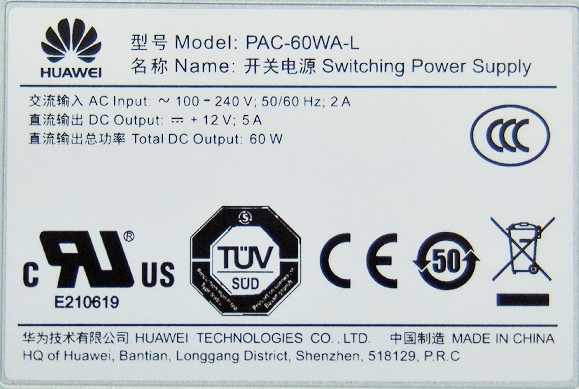 型号 Model: PAC-60WA-L
HUAWEI
名称 Name: 开关电源 Switching Power Supply
交流输入 AC Input: ~ 100 - 240 V; 50/60 Hz; 2 A
直流输出 DC Output: ⎓ + 12 V; 5 A
直流输出总功率 Total DC Output: 60 W
CCC
c RU ® US
E210619
S
TÜV
SÜD
CE
50
华为技术有限公司 HUAWEI TECHNOLOGIES CO., LTD. 中国制造 MADE IN CHINA
HQ of Huawei, Bantian, Longgang District, Shenzhen, 518129, P.R.C